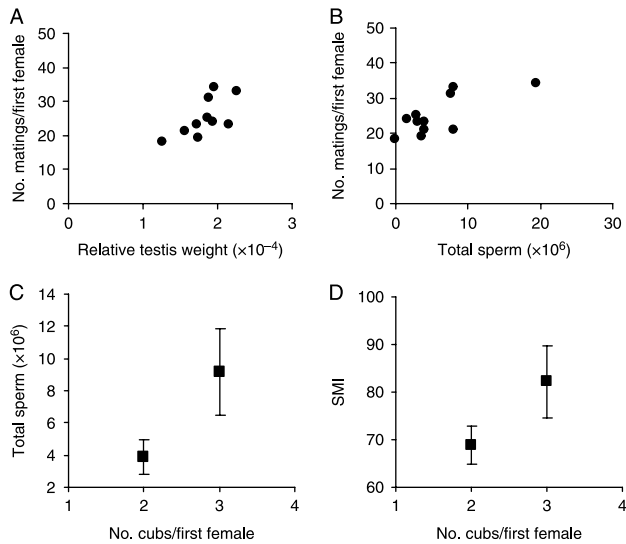 A
No. matings/first female
50
40
30
20
10
0
0 1 2 3
Relative testis weight (×10⁻⁴)
B
No. matings/first female
50
40
30
20
10
0
0 10 20 30
Total sperm (×10⁶)
C
Total sperm (×10⁶)
14
12
10
8
6
4
2
1 2 3 4
No. cubs/first female
D
SMI
100
90
80
70
60
1 2 3 4
No. cubs/first female